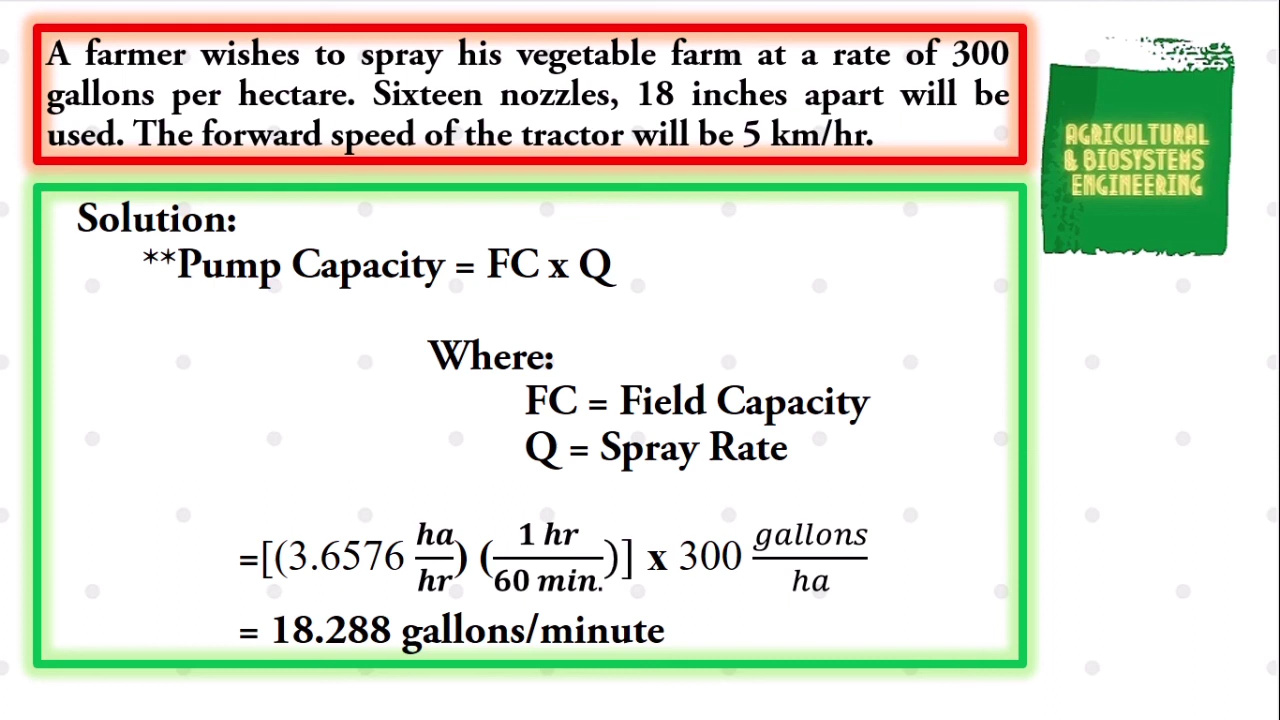 A farmer wishes to spray his vegetable farm at a rate of 300
gallons per hectare. Sixteen nozzles, 18 inches apart will be
used. The forward speed of the tractor will be 5 km/hr.
AGRICULTURAL
& BIOSYSTEMS
ENGINEERING
Solution:
**Pump Capacity = FC x Q
Where:
FC = Field Capacity
Q = Spray Rate
=[(3.6576 ha/hr) (1 hr/60 min.)] x 300 gallons/ha
= 18.288 gallons/minute